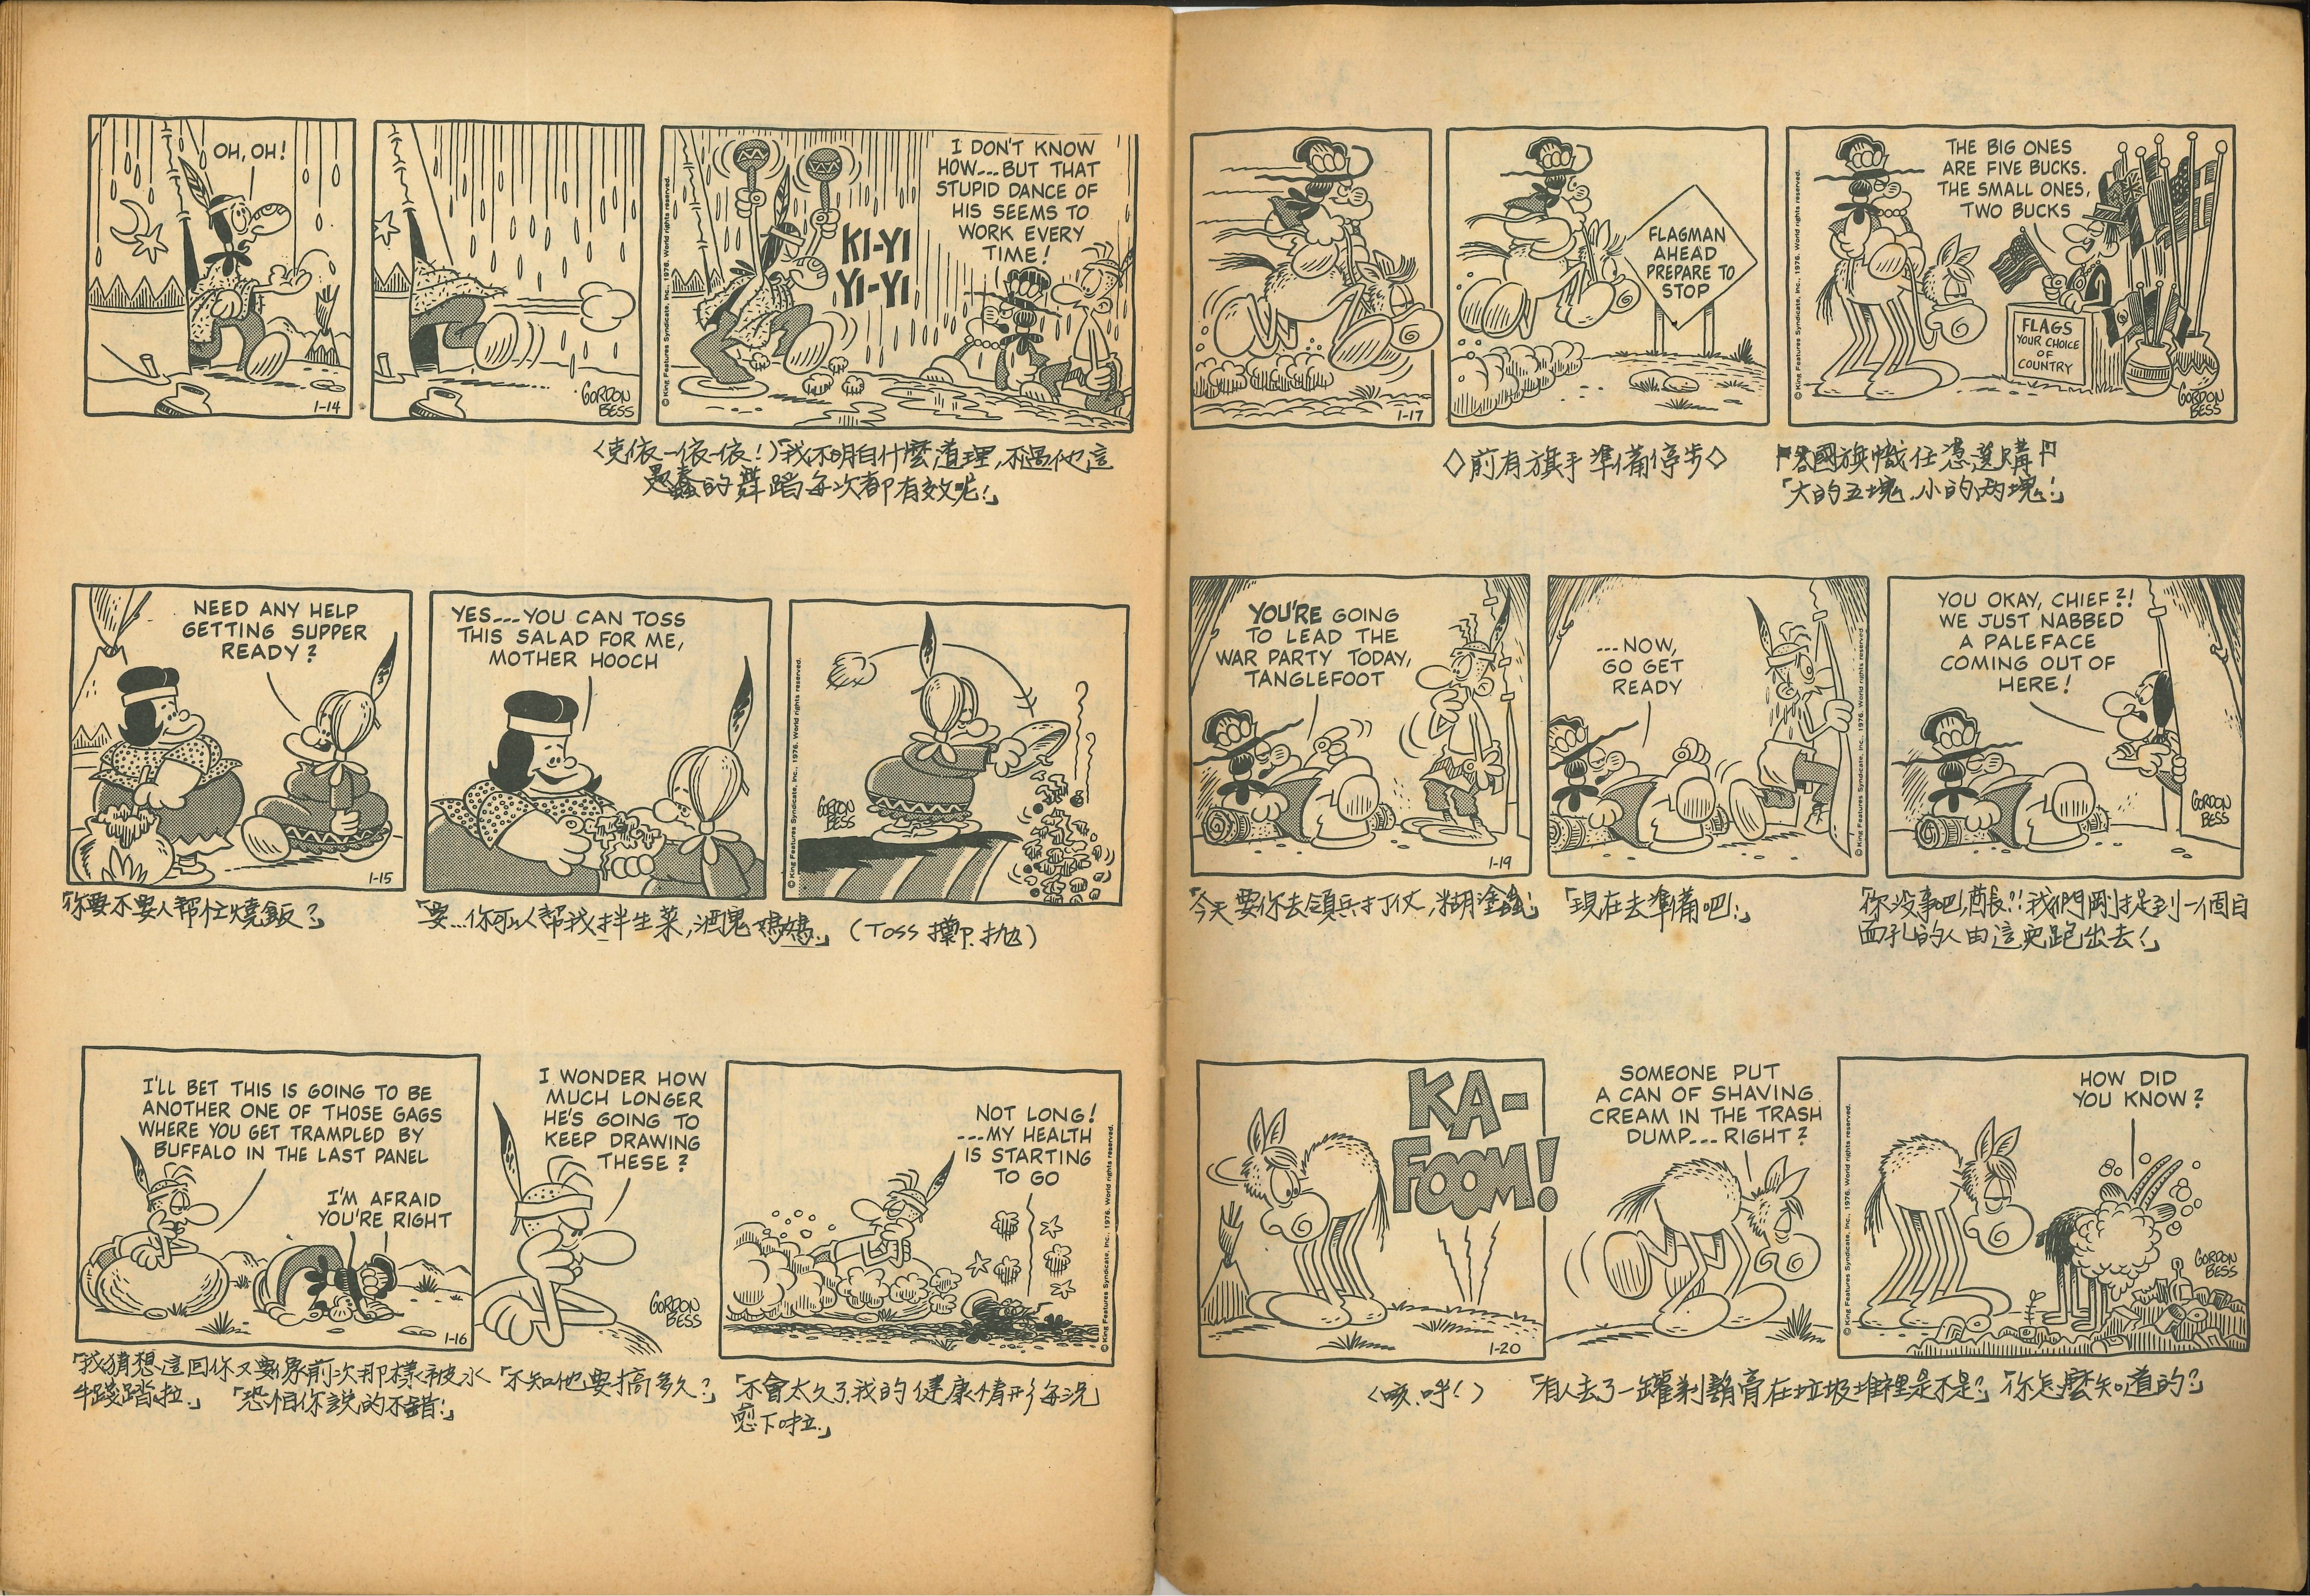 OH, OH!
1-14
GORDON
BESS
© King Features Syndicate, Inc., 1976. World rights reserved.
KI-YI
YI-YI
I DON'T KNOW
HOW---BUT THAT
STUPID DANCE OF
HIS SEEMS TO
WORK EVERY
TIME!
〈克依一依一依!〉「我不明白什麼道理,不過他這
愚蠢的舞蹈每次都有效呢!」
NEED ANY HELP
GETTING SUPPER
READY?
1-15
YES---YOU CAN TOSS
THIS SALAD FOR ME,
MOTHER HOOCH
© King Features Syndicate, Inc., 1976. World rights reserved.
GORDON
BESS
「你要不要人幫忙燒飯?」
「要...你可以幫我拌生菜,酒鬼媽媽.」
(TOSS 拋)
I'LL BET THIS IS GOING TO BE
ANOTHER ONE OF THOSE GAGS
WHERE YOU GET TRAMPLED BY
BUFFALO IN THE LAST PANEL
I'M AFRAID
YOU'RE RIGHT
1-16
I WONDER HOW
MUCH LONGER
HE'S GOING TO
KEEP DRAWING
THESE?
GORDON
BESS
NOT LONG!
---MY HEALTH
IS STARTING
TO GO
© King Features Syndicate, Inc., 1976. World rights reserved.
「我猜想這回你又要象前次那樣被水
牛踐踏拉.」
「恐怕你說的不錯!」
「不知他要搞多久?」
「不會太久了.我的健康情形每況
愈下啦.」
1-17
FLAGMAN
AHEAD
PREPARE TO
STOP
© King Features Syndicate, Inc., 1976. World rights reserved.
THE BIG ONES
ARE FIVE BUCKS.
THE SMALL ONES,
TWO BUCKS
FLAGS
YOUR CHOICE
OF
COUNTRY
GORDON
BESS
◇前有旗手準備停步◇
各國旗幟任憑選購
「大的五塊.小的两塊!」
YOU'RE GOING
TO LEAD THE
WAR PARTY TODAY,
TANGLEFOOT
1-19
---NOW,
GO GET
READY
© King Features Syndicate, Inc., 1976. World rights reserved.
YOU OKAY, CHIEF?!
WE JUST NABBED
A PALEFACE
COMING OUT OF
HERE!
GORDON
BESS
「今天要你去領兵打仗,糊塗蟲」
「現在去準備吧!」
「你没事吧,酋長?!我們剛捉到一個白
面孔的人由這兒跑出去!」
KA-
FOOM!
1-20
SOMEONE PUT
A CAN OF SHAVING
CREAM IN THE TRASH
DUMP--- RIGHT?
© King Features Syndicate, Inc., 1976. World rights reserved.
HOW DID
YOU KNOW?
GORDON
BESS
〈咳.呼!〉
「有人丢了一罐剃鬍膏在垃圾堆裡是不是?」
「你怎麼知道的?」